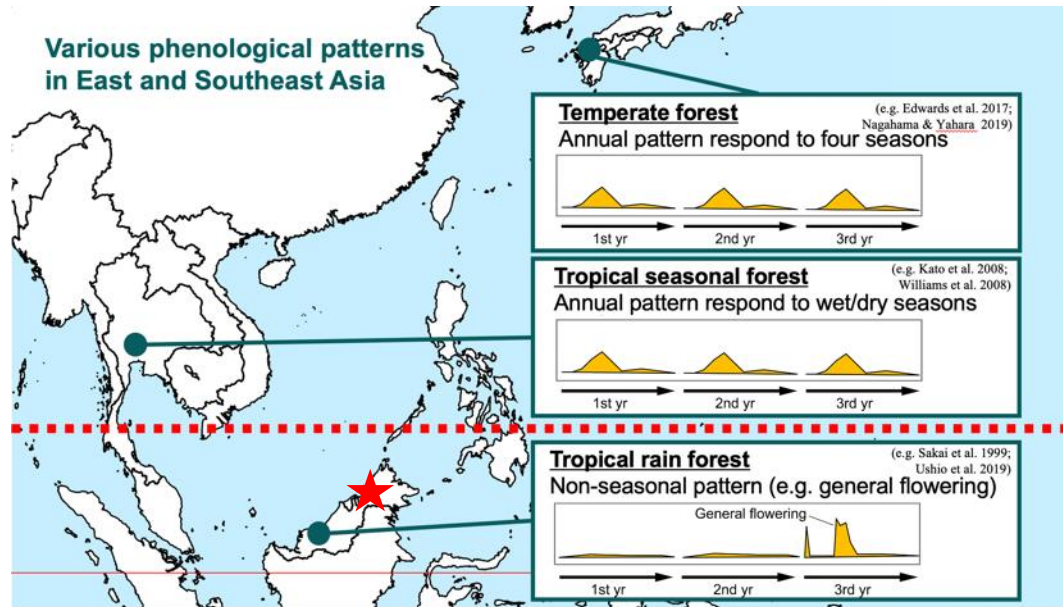 Various phenological patterns
in East and Southeast Asia
Temperate forest
(e.g. Edwards et al. 2017;
Nagahama & Yahara 2019)
Annual pattern respond to four seasons
1st yr 2nd yr 3rd yr
Tropical seasonal forest
(e.g. Kato et al. 2008;
Williams et al. 2008)
Annual pattern respond to wet/dry seasons
1st yr 2nd yr 3rd yr
Tropical rain forest
(e.g. Sakai et al. 1999;
Ushio et al. 2019)
Non-seasonal pattern (e.g. general flowering)
General flowering
1st yr 2nd yr 3rd yr